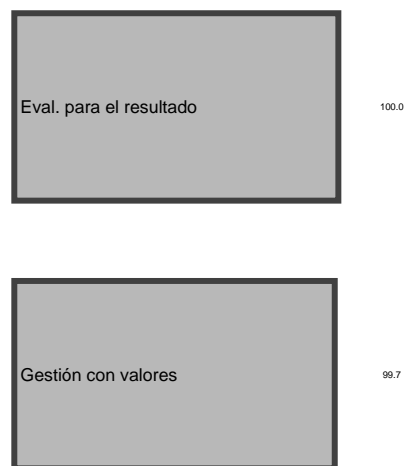 Eval. para el resultado
100.0
Gestión con valores
99.7